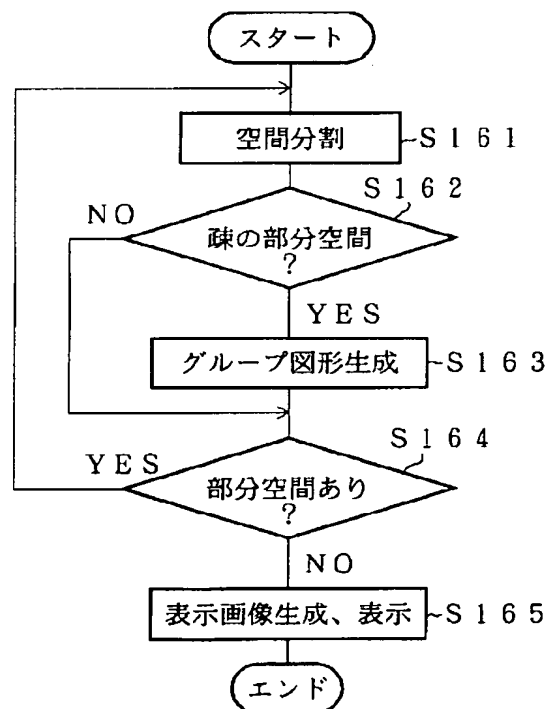 スタート
空間分割
S161
S162
NO
疎の部分空間
?
YES
グループ図形生成
S163
S164
YES
部分空間あり
?
NO
表示画像生成、表示
S165
エンド